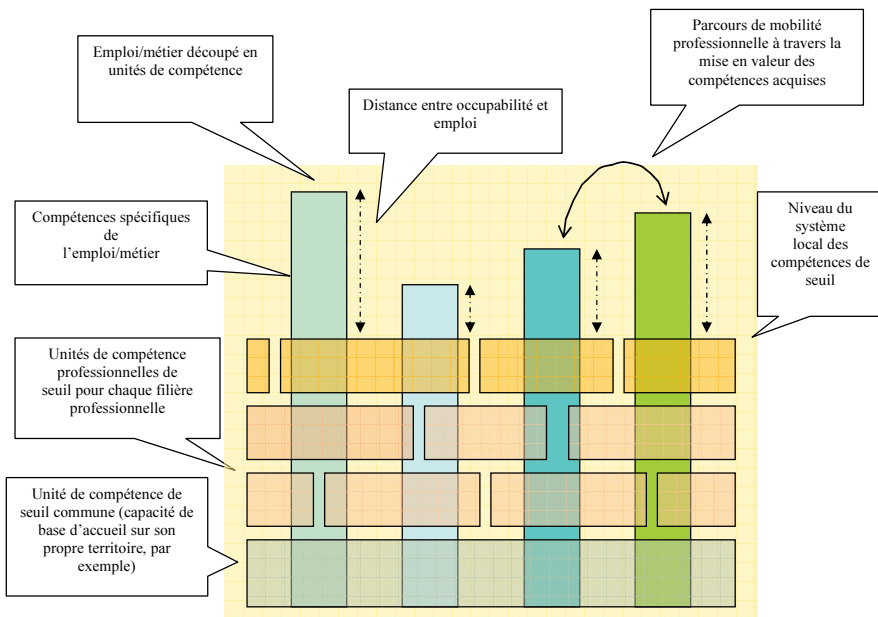 Emploi/métier découpé en
unités de compétence
Parcours de mobilité
professionnelle à travers la
mise en valeur des
compétences acquises
Distance entre occupabilité et
emploi
Compétences spécifiques
de
l'emploi/métier
Niveau du
système
local des
compétences de
seuil
Unités de compétence
professionnelles de
seuil pour chaque filière
professionnelle
Unité de compétence de
seuil commune (capacité de
base d'accueil sur son
propre territoire, par
exemple)